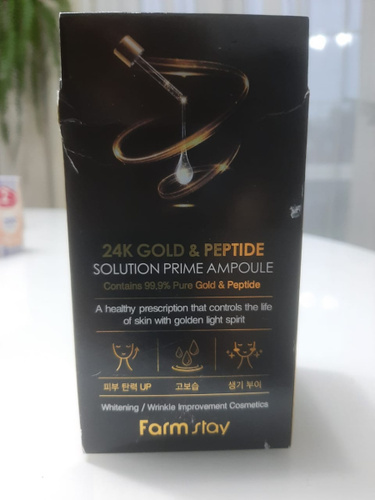 24K GOLD & PEPTIDE
SOLUTION PRIME AMPOULE
Contains 99.9% Pure Gold & Peptide
A healthy prescription that controls the life
of skin with golden light spirit
피부 탄력 UP 고보습 생기 부여
Whitening / Wrinkle Improvement Cosmetics
Farm stay